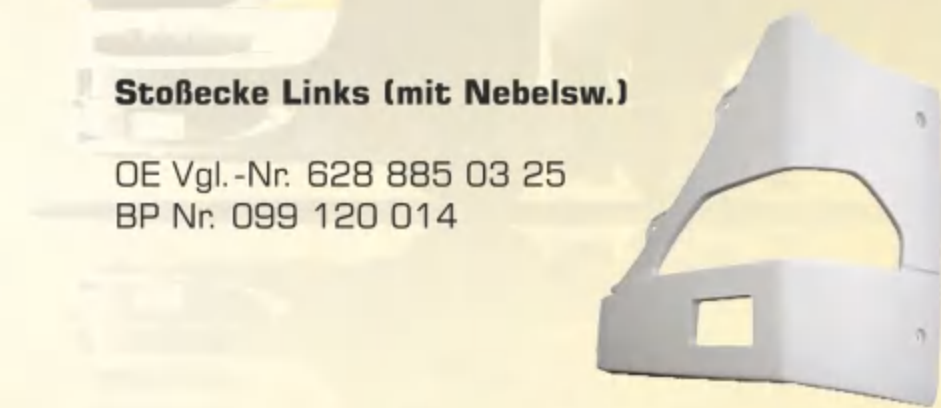 Stoßecke Links (mit Nebelsw.)
OE Vgl.-Nr. 628 885 03 25
BP Nr. 099 120 014